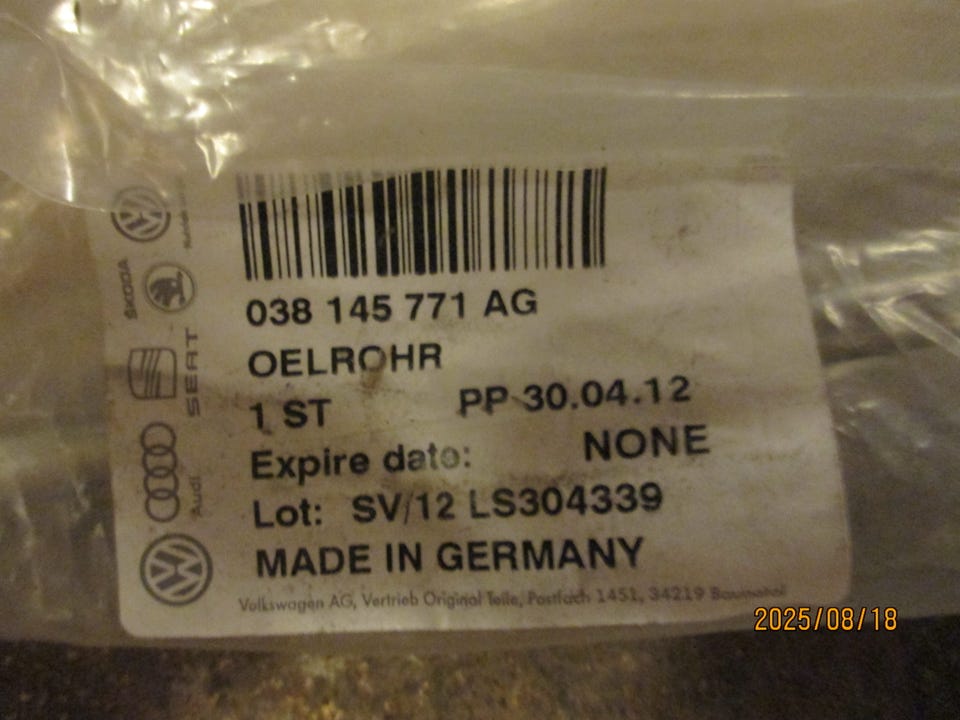 038 145 771 AG
OELROHR
1 ST PP 30.04.12
Expire date: NONE
Lot: SV/12 LS304339
MADE IN GERMANY
Volkswagen AG, Vertrieb Original Teile, Postfach 1451, 34219 Baunatal
ŠKODA
SEAT
Audi
2025/08/18